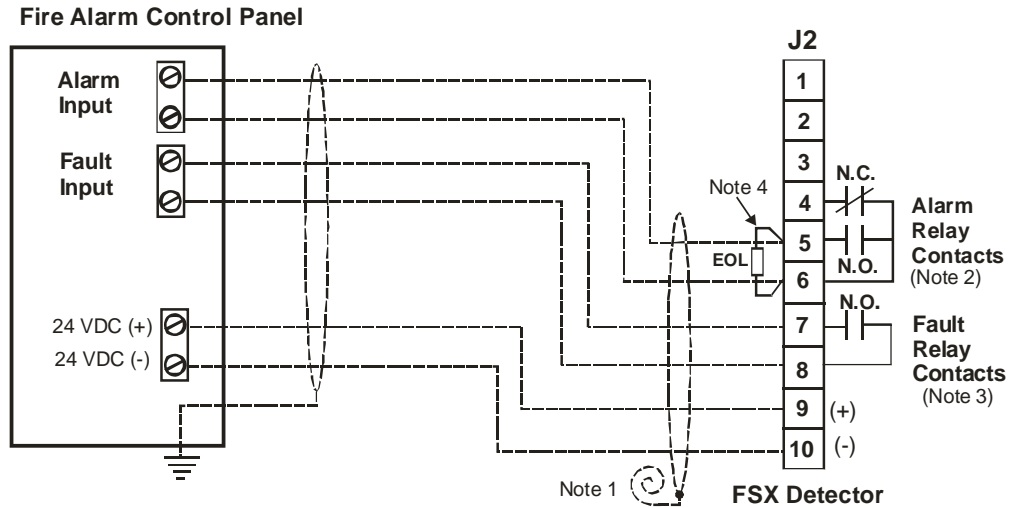 Fire Alarm Control Panel
Alarm
Input
Fault
Input
24 VDC (+)
24 VDC (-)
J2
1
2
3
4
5
6
7
8
9
10
(+)
(-)
N.C.
N.O.
Alarm
Relay
Contacts
(Note 2)
N.O.
Fault
Relay
Contacts
(Note 3)
Note 4
EOL
Note 1
FSX Detector